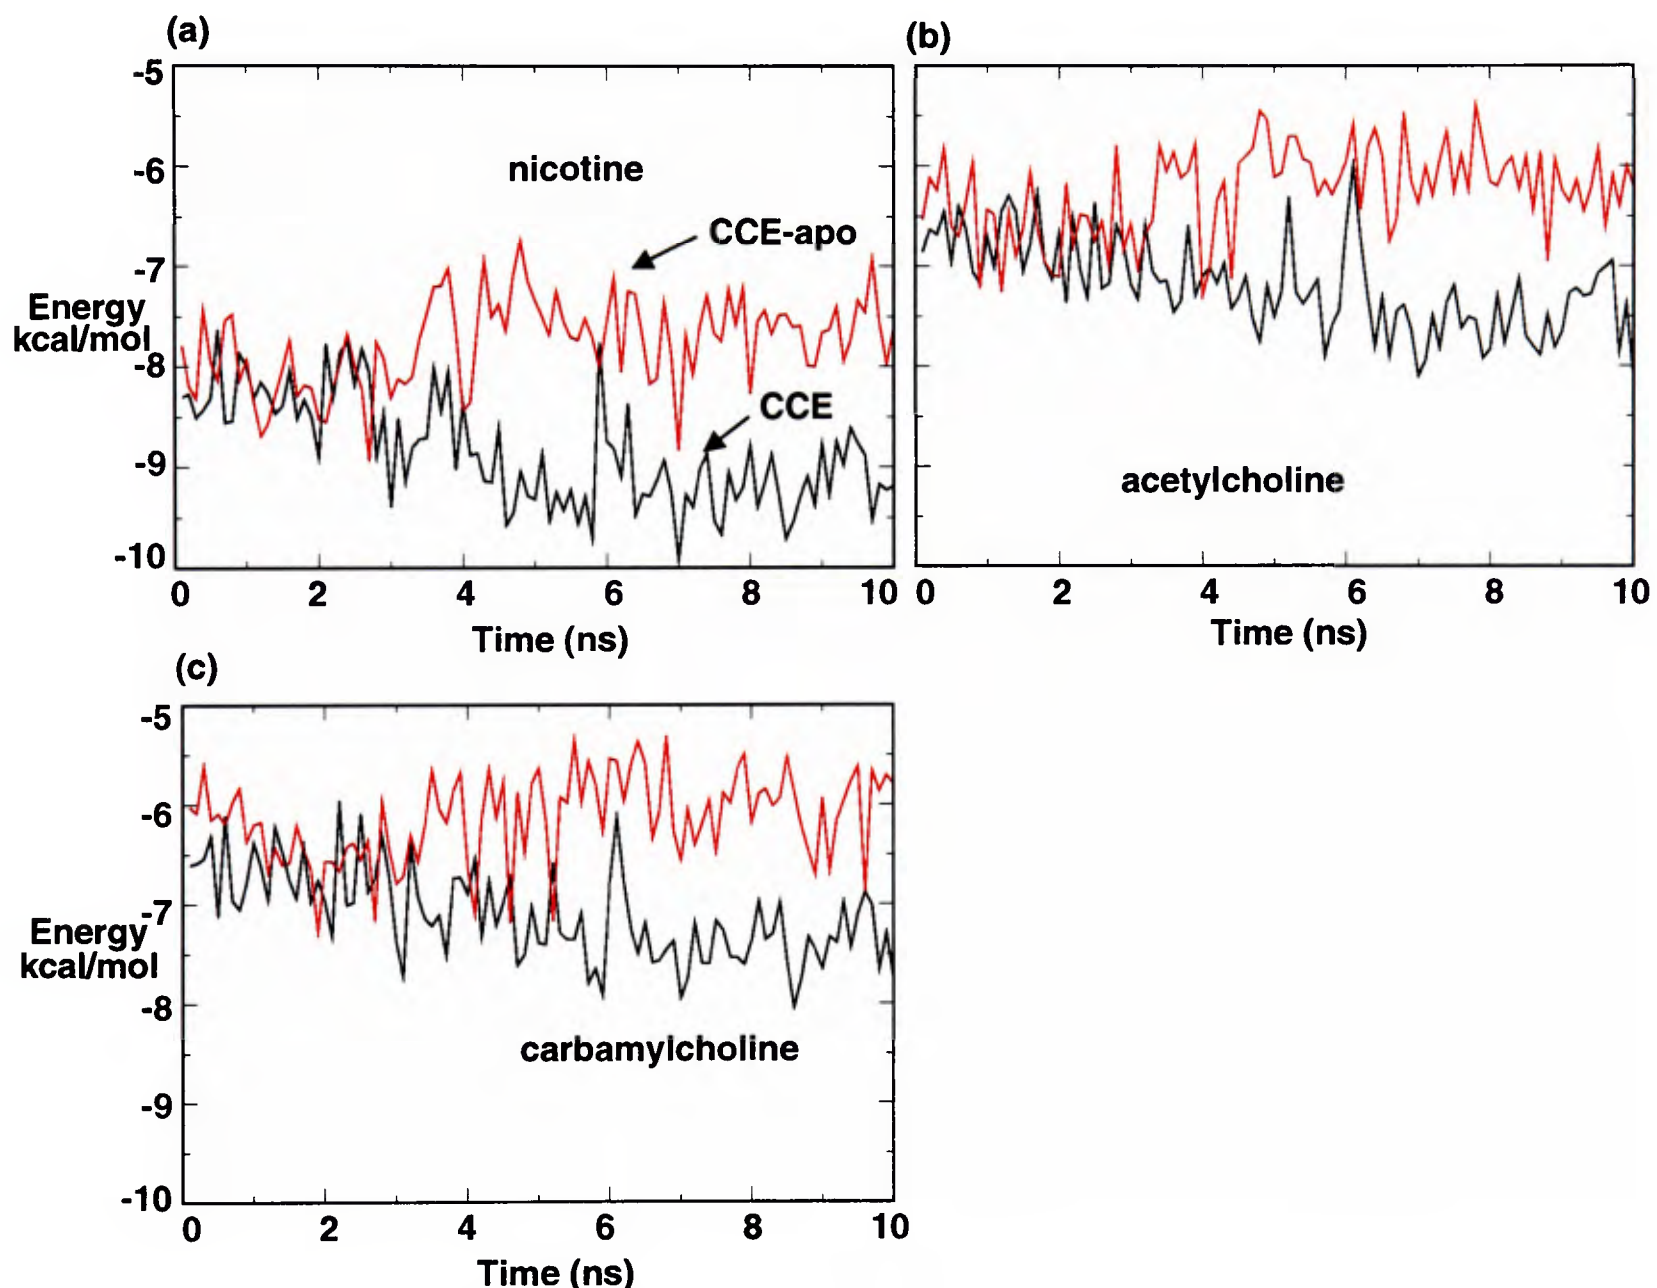 (a)
(b)
-5
-6
-7
-8
-9
-10
Energy
kcal/mol
nicotine
CCE-apo
CCE
acetylcholine
0 2 4 6 8 10
0 2 4 6 8 10
Time (ns)
Time (ns)
(c)
-5
-6
-7
-8
-9
-10
Energy
kcal/mol
carbamylcholine
0 2 4 6 8 10
Time (ns)